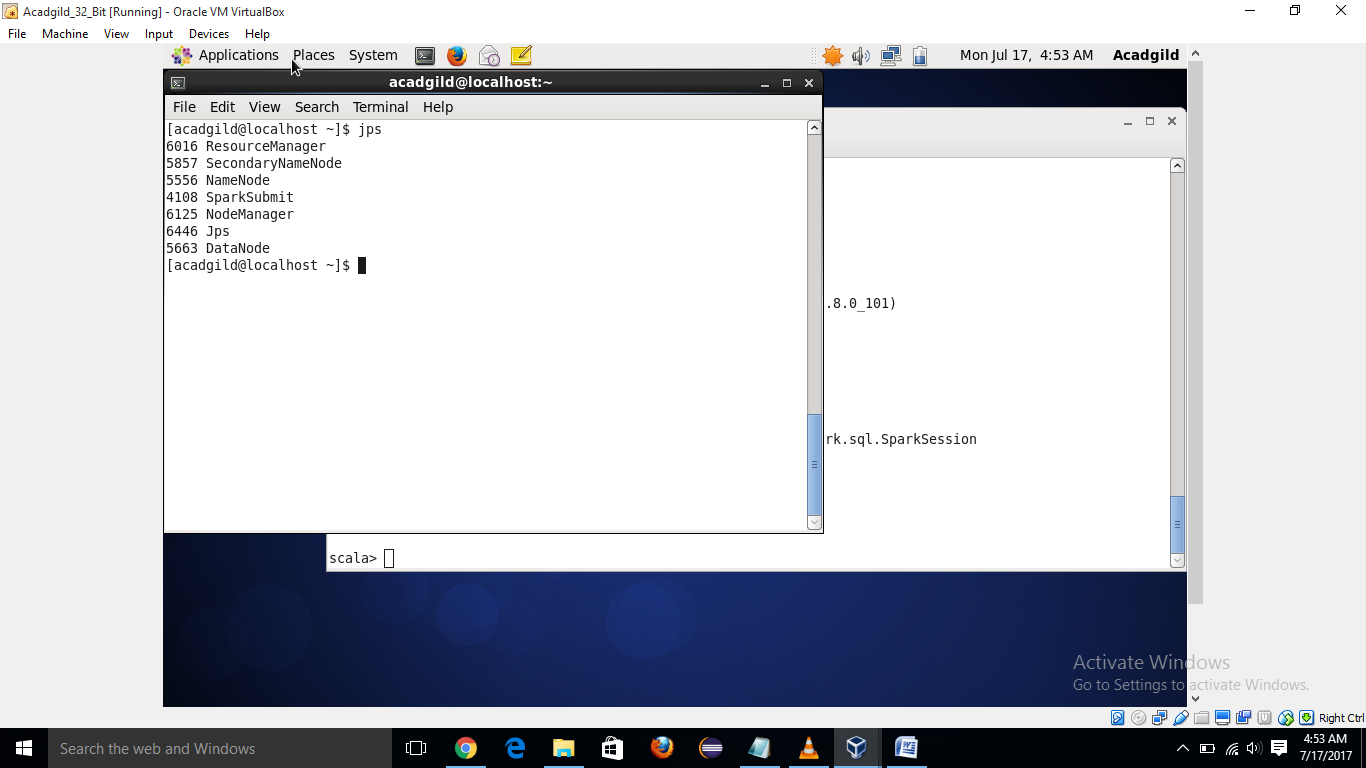 Acadgild_32_Bit [Running] - Oracle VM VirtualBox
File Machine View Input Devices Help
Applications Places System Mon Jul 17, 4:53 AM Acadgild
acadgild@localhost:~
File Edit View Search Terminal Help
[acadgild@localhost ~]$ jps
6016 ResourceManager
5857 SecondaryNameNode
5556 NameNode
4108 SparkSubmit
6125 NodeManager
6446 Jps
5663 DataNode
[acadgild@localhost ~]$
.8.0_101)
rk.sql.SparkSession
scala>
Activate Windows
Go to Settings to activate Windows.
Right Ctrl
Search the web and Windows
4:53 AM
7/17/2017